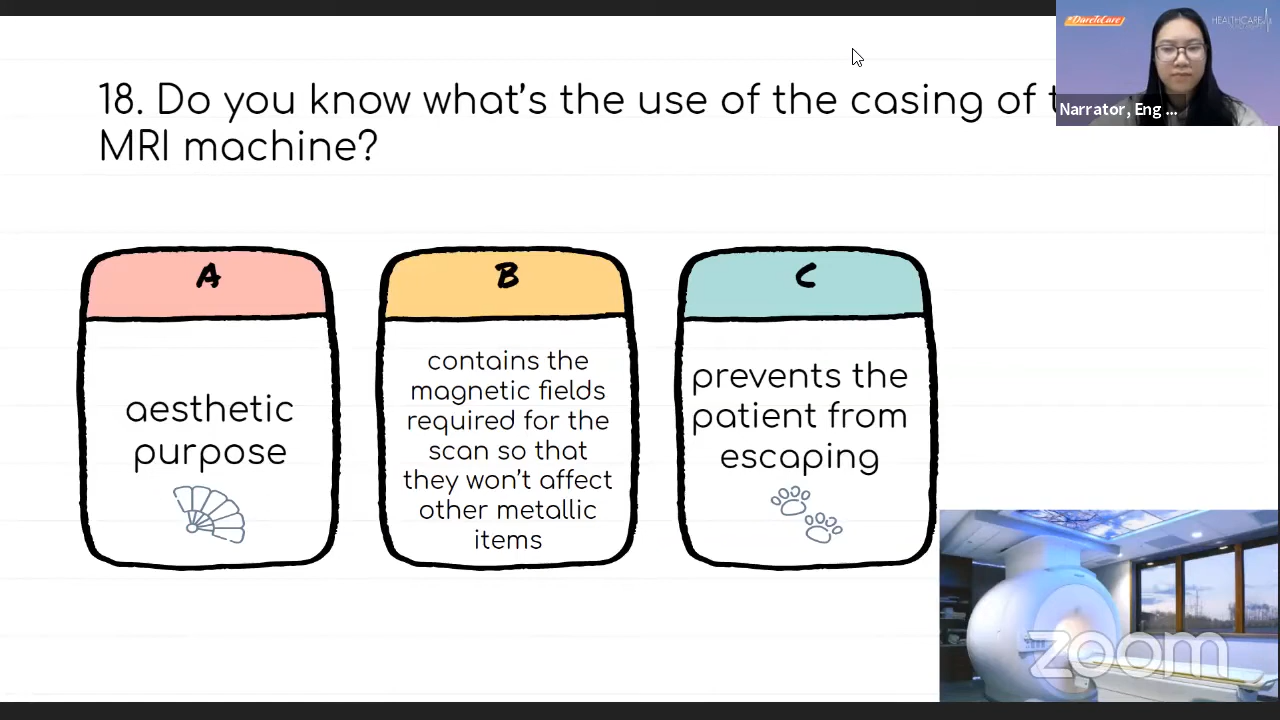 #DareToCare
HEALTHCARE
18. Do you know what's the use of the casing of t
MRI machine?
Narrator, Eng ...
A
aesthetic
purpose
B
contains the
magnetic fields
required for the
scan so that
they won't affect
other metallic
items
C
prevents the
patient from
escaping
zoom